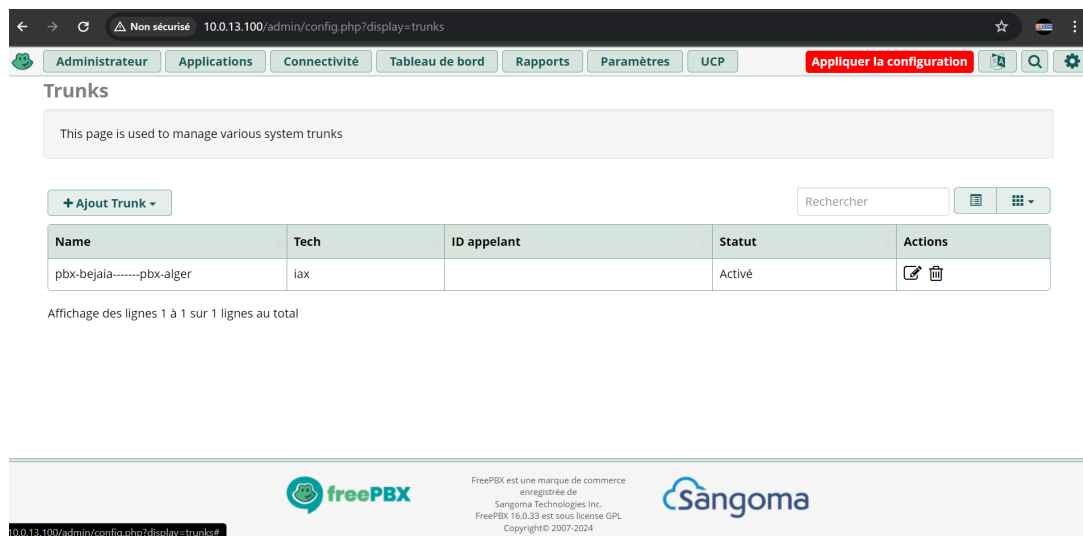 Non sécurisé 10.0.13.100/admin/config.php?display=trunks
Administrateur Applications Connectivité Tableau de bord Rapports Paramètres UCP Appliquer la configuration
Trunks
This page is used to manage various system trunks
+ Ajout Trunk
Rechercher
Name Tech ID appelant Statut Actions
pbx-bejaia-------pbx-alger iax Activé
Affichage des lignes 1 à 1 sur 1 lignes au total
freePBX
FreePBX est une marque de commerce
enregistrée de
Sangoma Technologies Inc.
FreePBX 16.0.33 est sous license GPL
Copyright© 2007-2024
Sangoma
10.0.13.100/admin/config.php?display=trunks#